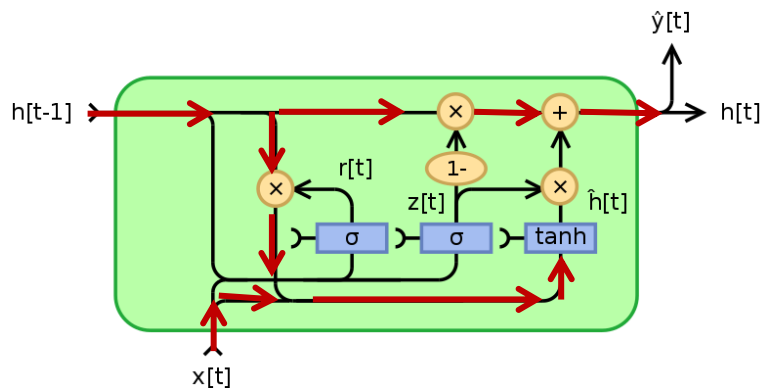 ŷ[t]
h[t-1]
×
+
h[t]
1-
r[t]
×
×
z[t]
ĥ[t]
σ
σ
tanh
x[t]